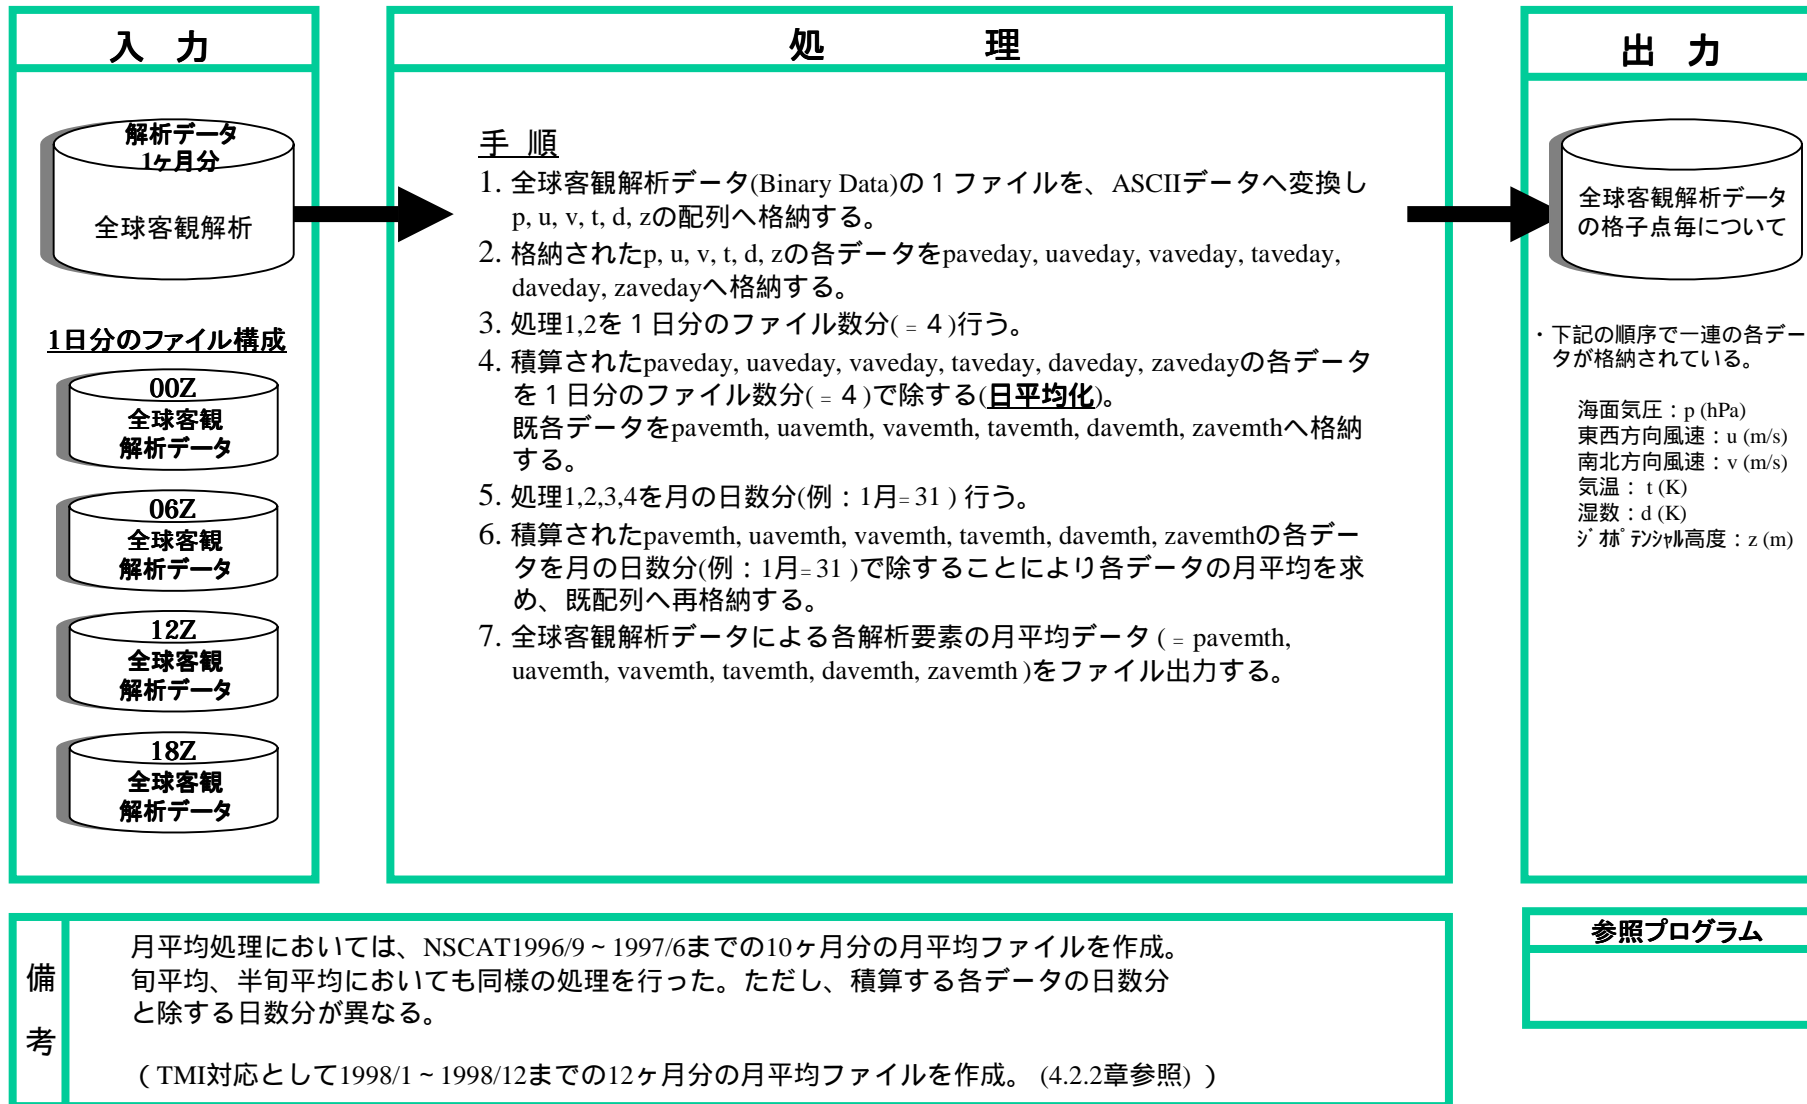 入 力
解析データ
1ヶ月分
全球客観解析
1日分のファイル構成
00Z
全球客観
解析データ
06Z
全球客観
解析データ
12Z
全球客観
解析データ
18Z
全球客観
解析データ
処 理
手 順
1. 全球客観解析データ(Binary Data)の１ファイルを、ASCIIデータへ変換し
p, u, v, t, d, zの配列へ格納する。
2. 格納されたp, u, v, t, d, zの各データをpaveday, uaveday, vaveday, taveday,
daveday, zavedayへ格納する。
3. 処理1,2を１日分のファイル数分( = ４)行う。
4. 積算されたpaveday, uaveday, vaveday, taveday, daveday, zavedayの各データ
を１日分のファイル数分( = ４)で除する(日平均化)。
既各データをpavemth, uavemth, vavemth, tavemth, davemth, zavemthへ格納
する。
5. 処理1,2,3,4を月の日数分(例：1月= 31 ) 行う。
6. 積算されたpavemth, uavemth, vavemth, tavemth, davemth, zavemthの各デー
タを月の日数分(例：1月= 31 )で除することにより各データの月平均を求
め、既配列へ再格納する。
7. 全球客観解析データによる各解析要素の月平均データ ( = pavemth,
uavemth, vavemth, tavemth, davemth, zavemth )をファイル出力する。
出 力
全球客観解析データ
の格子点毎について
・下記の順序で一連の各デー
タが格納されている。
海面気圧：p (hPa)
東西方向風速：u (m/s)
南北方向風速：v (m/s)
気温： t (K)
湿数：d (K)
ｼﾞｵﾎﾟﾃﾝｼｬﾙ高度：z (m)
備
考
月平均処理においては、NSCAT1996/9 ~ 1997/6までの10ヶ月分の月平均ファイルを作成。
旬平均、半旬平均においても同様の処理を行った。ただし、積算する各データの日数分
と除する日数分が異なる。
（TMI対応として1998/1 ~ 1998/12までの12ヶ月分の月平均ファイルを作成。 (4.2.2章参照) ）
参照プログラム